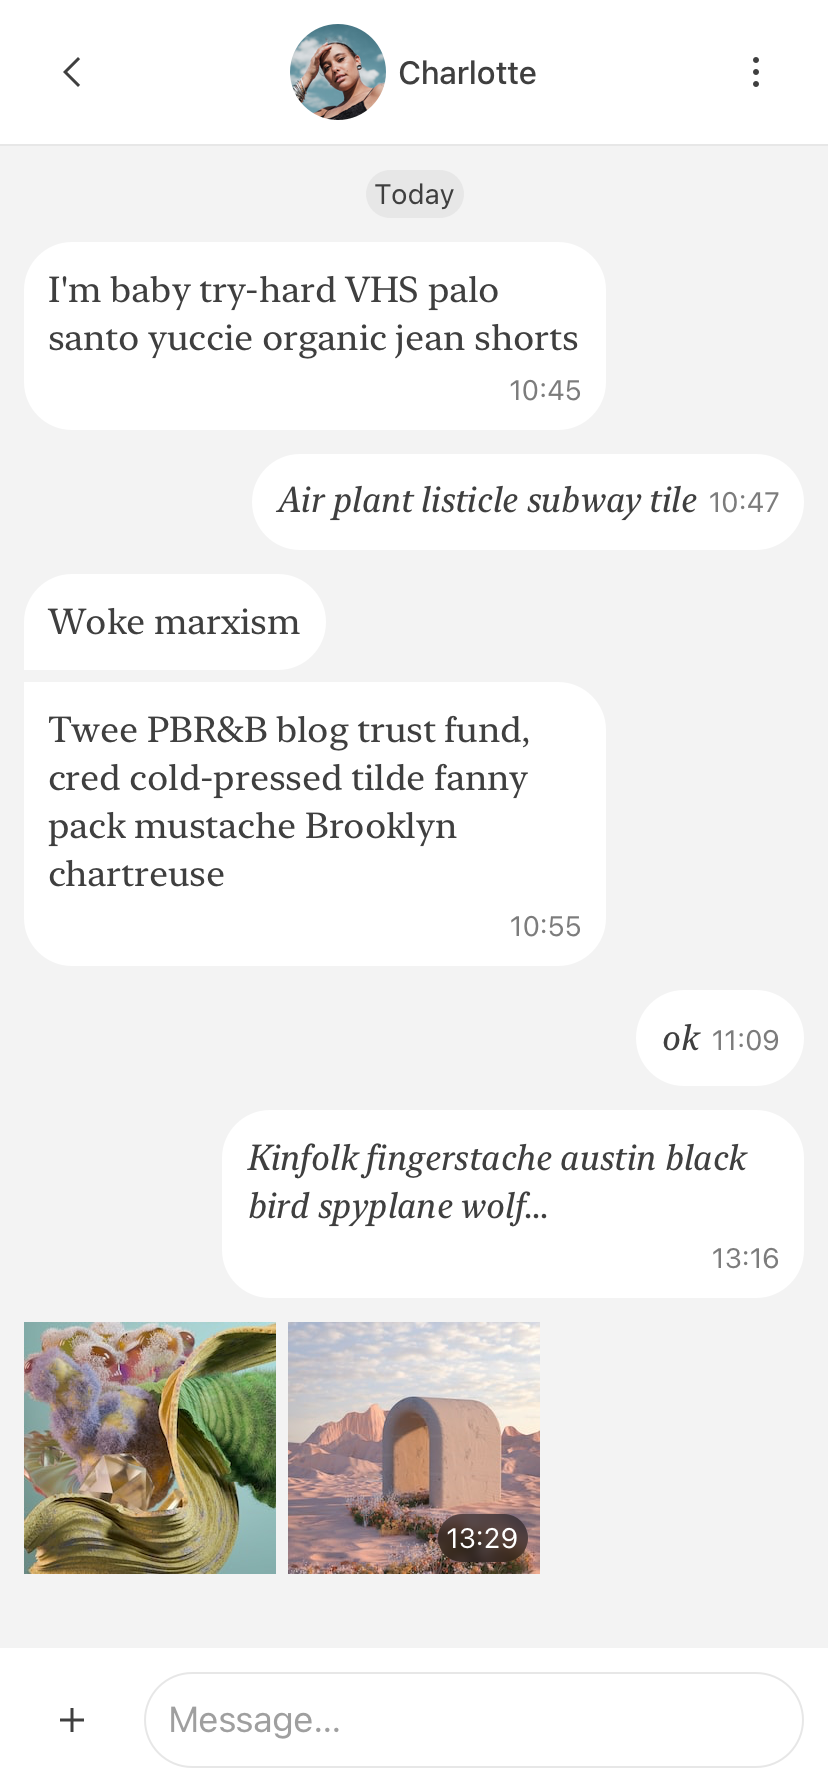 Charlotte
Today
I'm baby try-hard VHS palo
santo yuccie organic jean shorts
10:45
Air plant listicle subway tile 10:47
Woke marxism
Twee PBR&B blog trust fund,
cred cold-pressed tilde fanny
pack mustache Brooklyn
chartreuse
10:55
ok 11:09
Kinfolk fingerstache austin black
bird spyplane wolf...
13:16
13:29
Message...